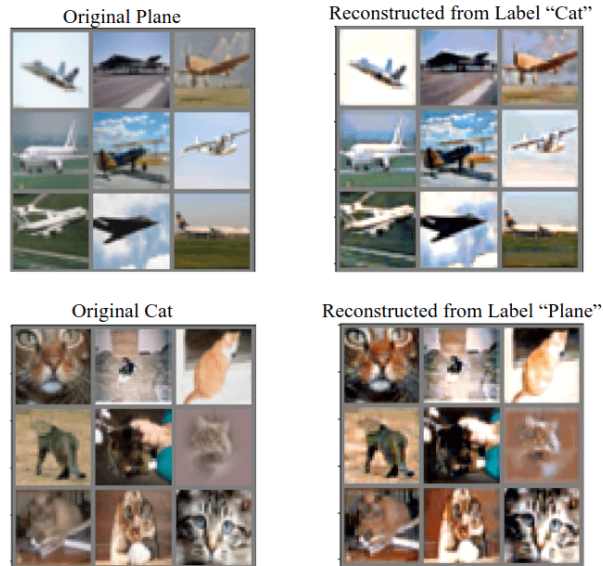 Original Plane
Reconstructed from Label “Cat”
Original Cat
Reconstructed from Label “Plane”